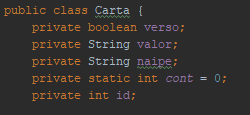 public class Carta {
    private boolean verso;
    private String valor;
    private String naipe;
    private static int cont = 0;
    private int id;